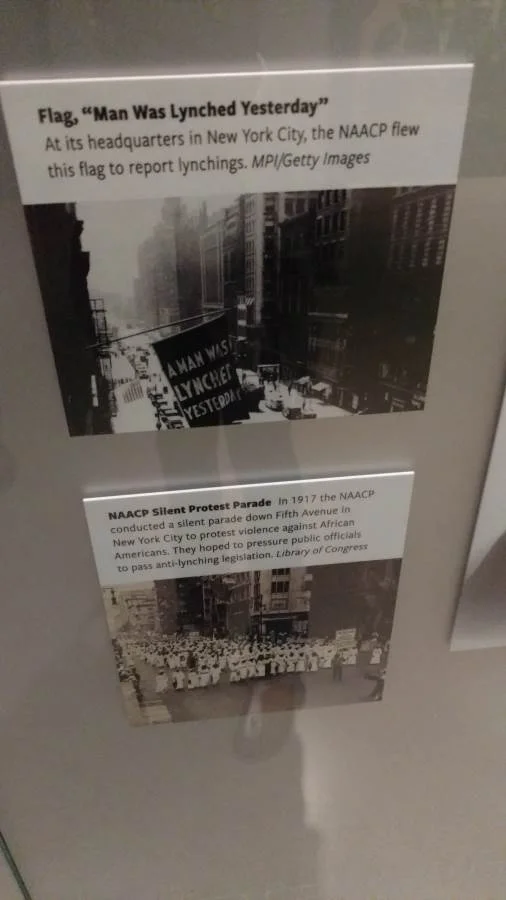 Flag, “Man Was Lynched Yesterday”
At its headquarters in New York City, the NAACP flew
this flag to report lynchings. MPI/Getty Images
A MAN WAS
LYNCHED
YESTERDAY
NAACP Silent Protest Parade In 1917 the NAACP
conducted a silent parade down Fifth Avenue in
New York City to protest violence against African
Americans. They hoped to pressure public officials
to pass anti-lynching legislation. Library of Congress